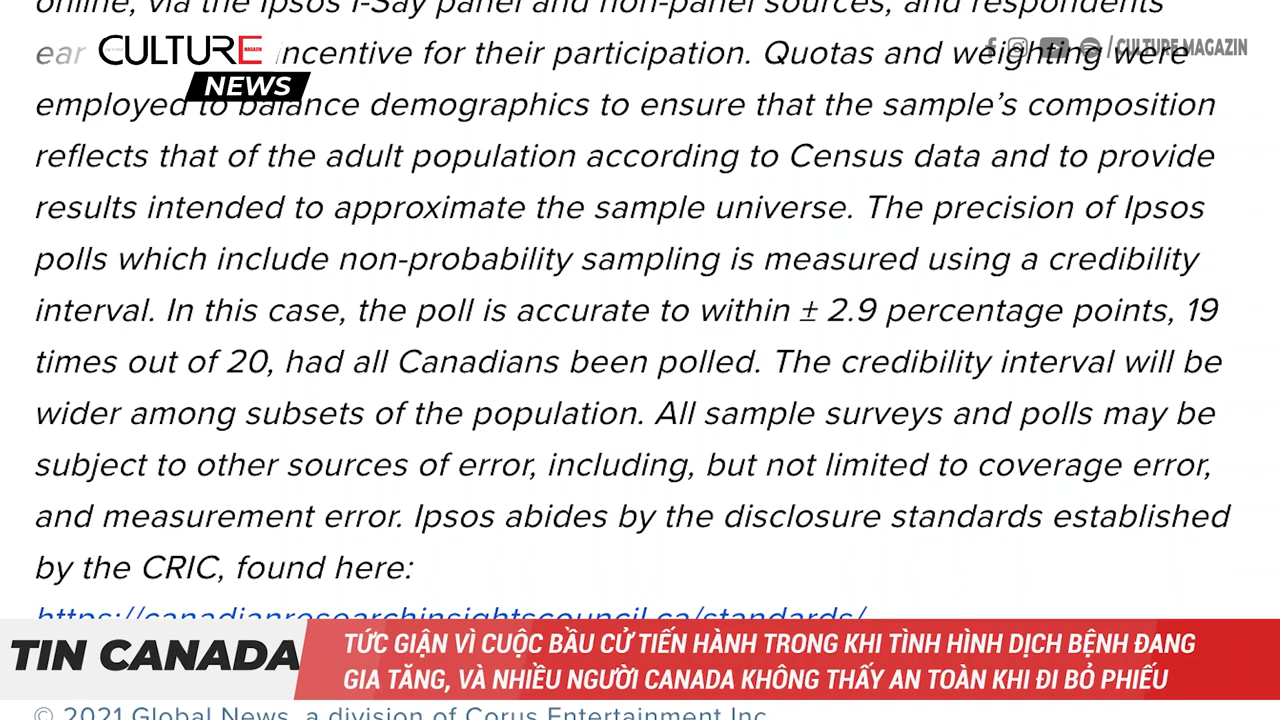 online, via the Ipsos I-Say panel and non-panel sources, and respondents
ear incentive for their participation. Quotas and weighting were
CULTURE MAGAZIN
NEWS
/ CULTURE MAGAZIN
employed to balance demographics to ensure that the sample’s composition
reflects that of the adult population according to Census data and to provide
results intended to approximate the sample universe. The precision of Ipsos
polls which include non-probability sampling is measured using a credibility
interval. In this case, the poll is accurate to within ± 2.9 percentage points, 19
times out of 20, had all Canadians been polled. The credibility interval will be
wider among subsets of the population. All sample surveys and polls may be
subject to other sources of error, including, but not limited to coverage error,
and measurement error. Ipsos abides by the disclosure standards established
by the CRIC, found here:
https://canadianresearchinsightscouncil.ca/standards/
TIN CANADA
TỨC GIẬN VÌ CUỘC BẦU CỬ TIẾN HÀNH TRONG KHI TÌNH HÌNH DỊCH BỆNH ĐANG
GIA TĂNG, VÀ NHIỀU NGƯỜI CANADA KHÔNG THẤY AN TOÀN KHI ĐI BỎ PHIẾU
© 2021 Global News, a division of Corus Entertainment Inc.